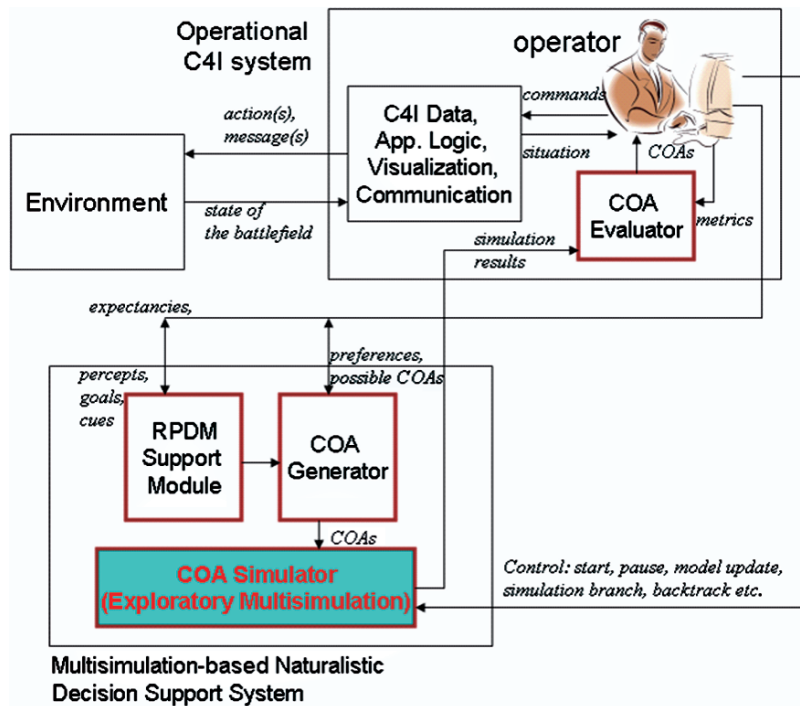 Operational
C4I system
operator
commands
action(s),
message(s)
C4I Data,
App. Logic,
Visualization,
Communication
situation
COAs
Environment
state of
the battlefield
COA
Evaluator
metrics
simulation
results
expectancies,
preferences,
possible COAs
percepts,
goals,
cues
RPDM
Support
Module
COA
Generator
COAs
COA Simulator
(Exploratory Multisimulation)
Control: start, pause, model update,
simulation branch, backtrack etc.
Multisimulation-based Naturalistic
Decision Support System